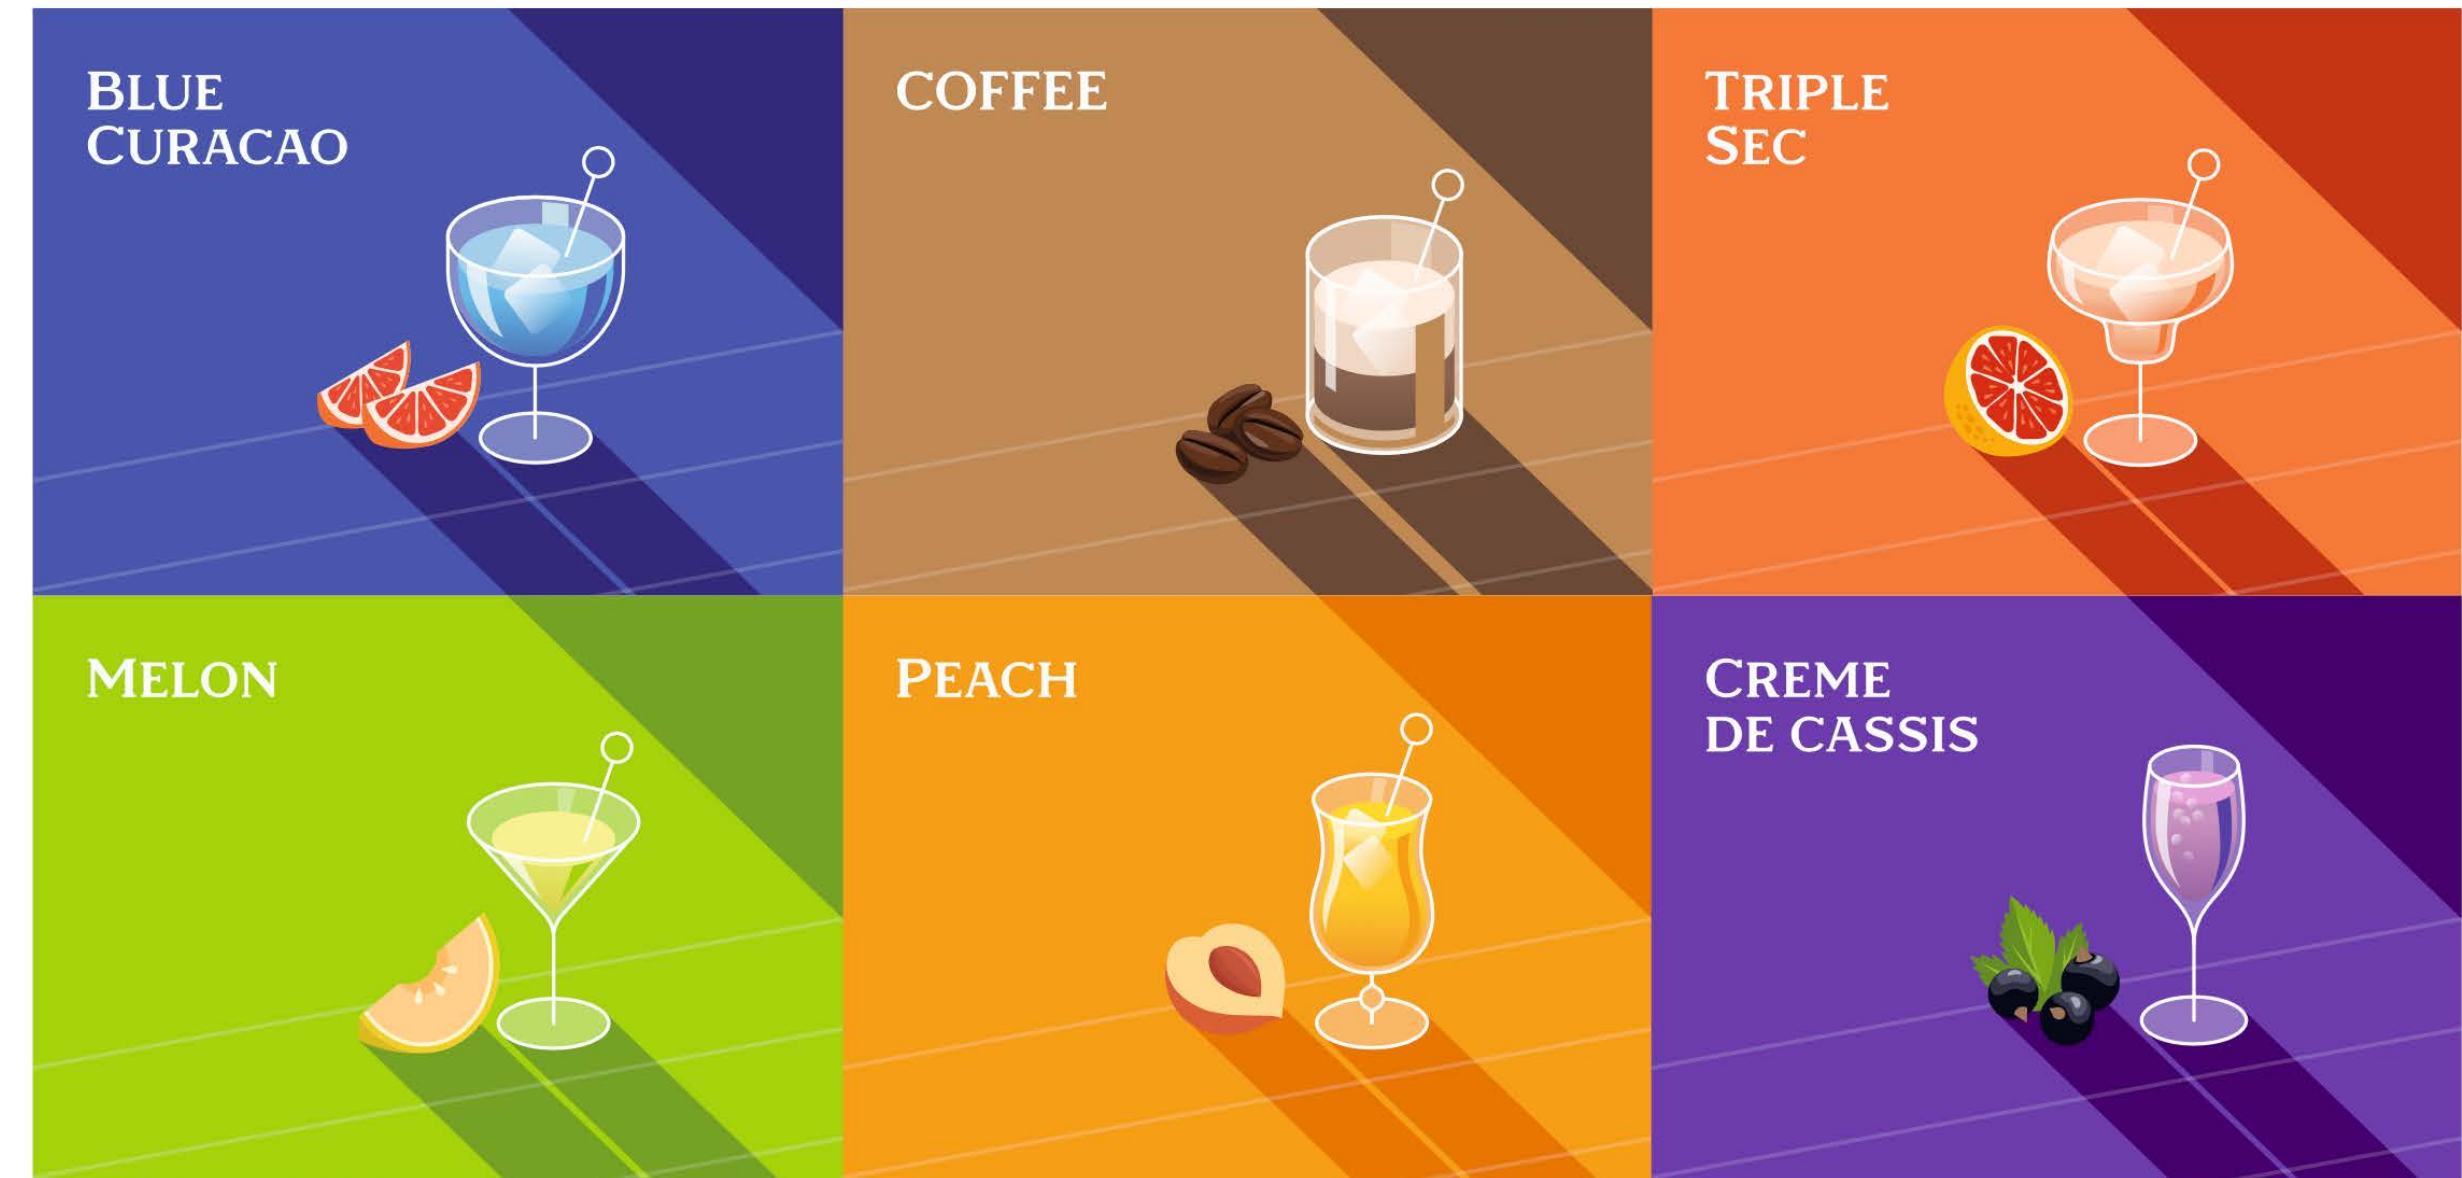 BLUE
CURACAO
COFFEE
TRIPLE
SEC
MELON
PEACH
CREME
DE CASSIS